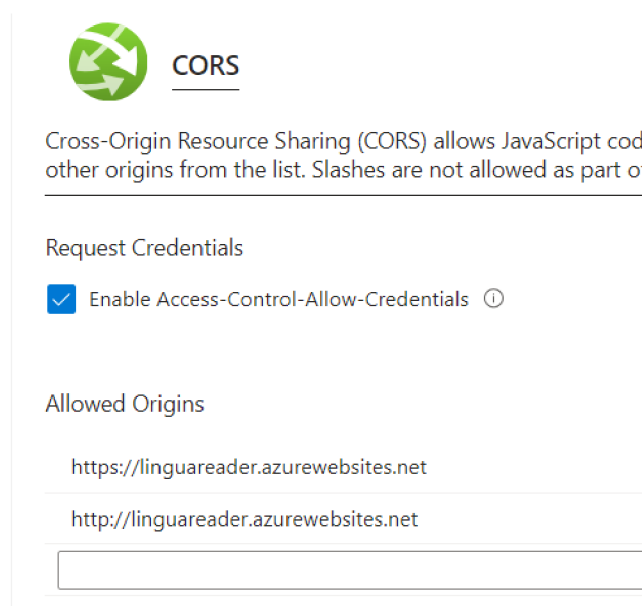 CORS
Cross-Origin Resource Sharing (CORS) allows JavaScript cod
other origins from the list. Slashes are not allowed as part o
Request Credentials
Enable Access-Control-Allow-Credentials
Allowed Origins
https://linguareader.azurewebsites.net
http://linguareader.azurewebsites.net